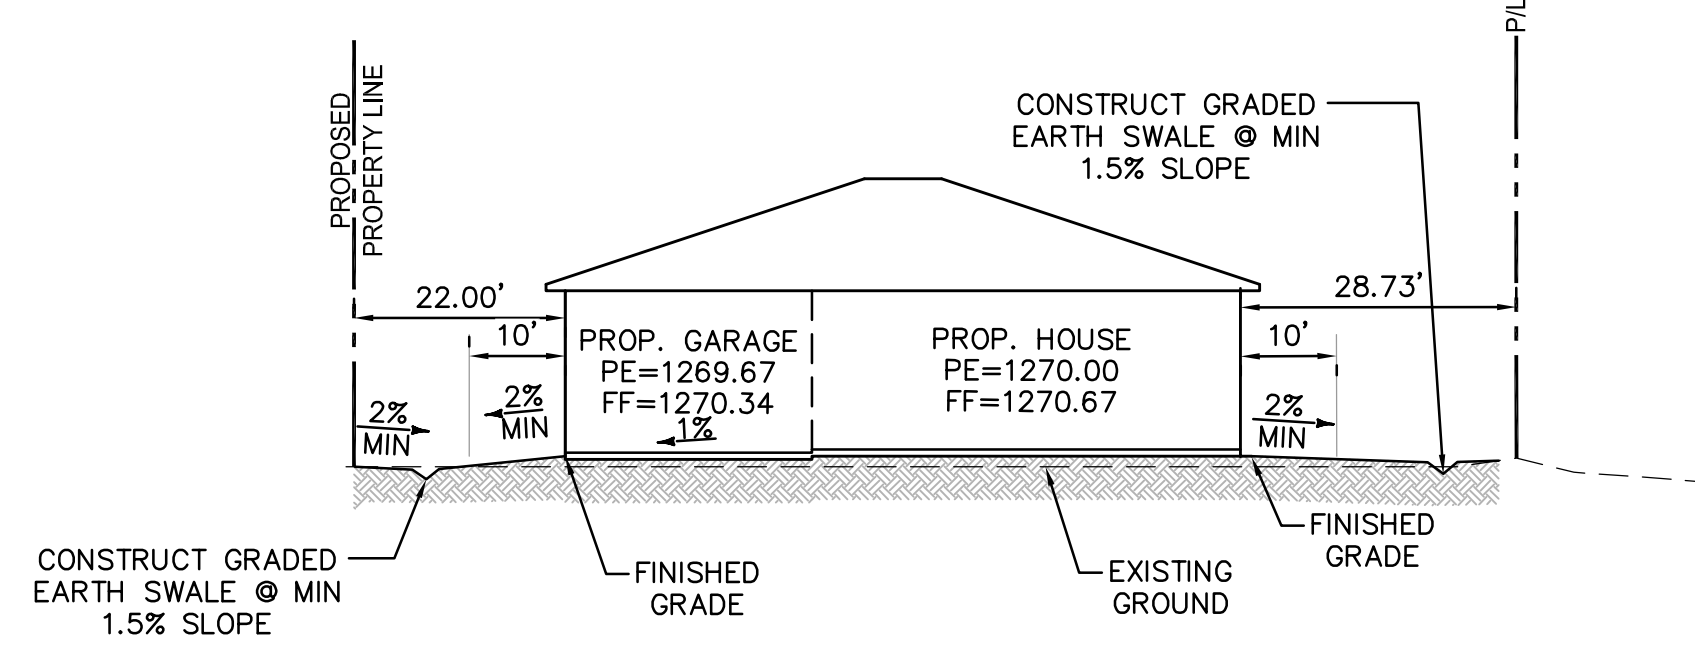 P/L
PROPOSED
PROPERTY LINE
CONSTRUCT GRADED
EARTH SWALE @ MIN
1.5% SLOPE
22.00'
28.73'
10'
10'
PROP. GARAGE
PE=1269.67
FF=1270.34
1%
PROP. HOUSE
PE=1270.00
FF=1270.67
2%
MIN
2%
MIN
2%
MIN
CONSTRUCT GRADED
EARTH SWALE @ MIN
1.5% SLOPE
FINISHED
GRADE
EXISTING
GROUND
FINISHED
GRADE